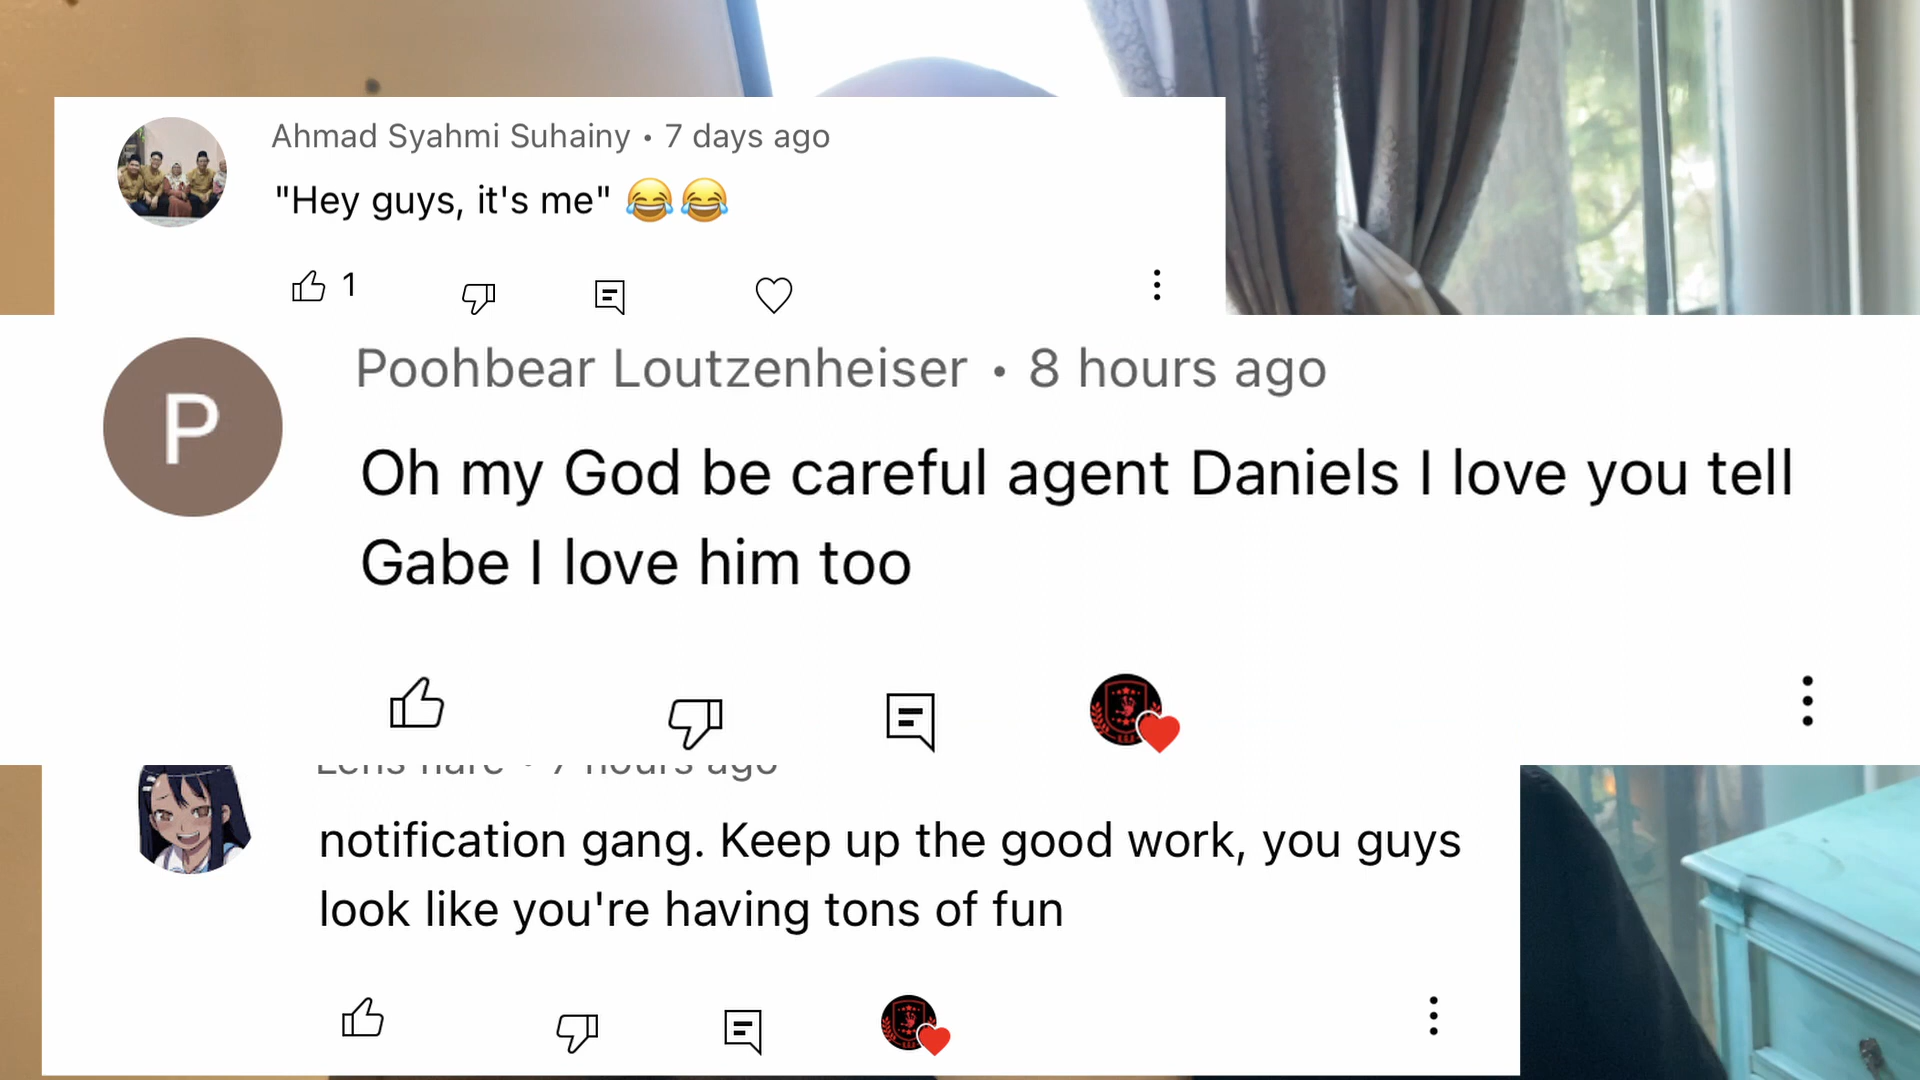 Ahmad Syahmi Suhainy • 7 days ago
"Hey guys, it's me" 😂😂
1
P
Poohbear Loutzenheiser • 8 hours ago
Oh my God be careful agent Daniels I love you tell
Gabe I love him too
hours ago
notification gang. Keep up the good work, you guys
look like you're having tons of fun